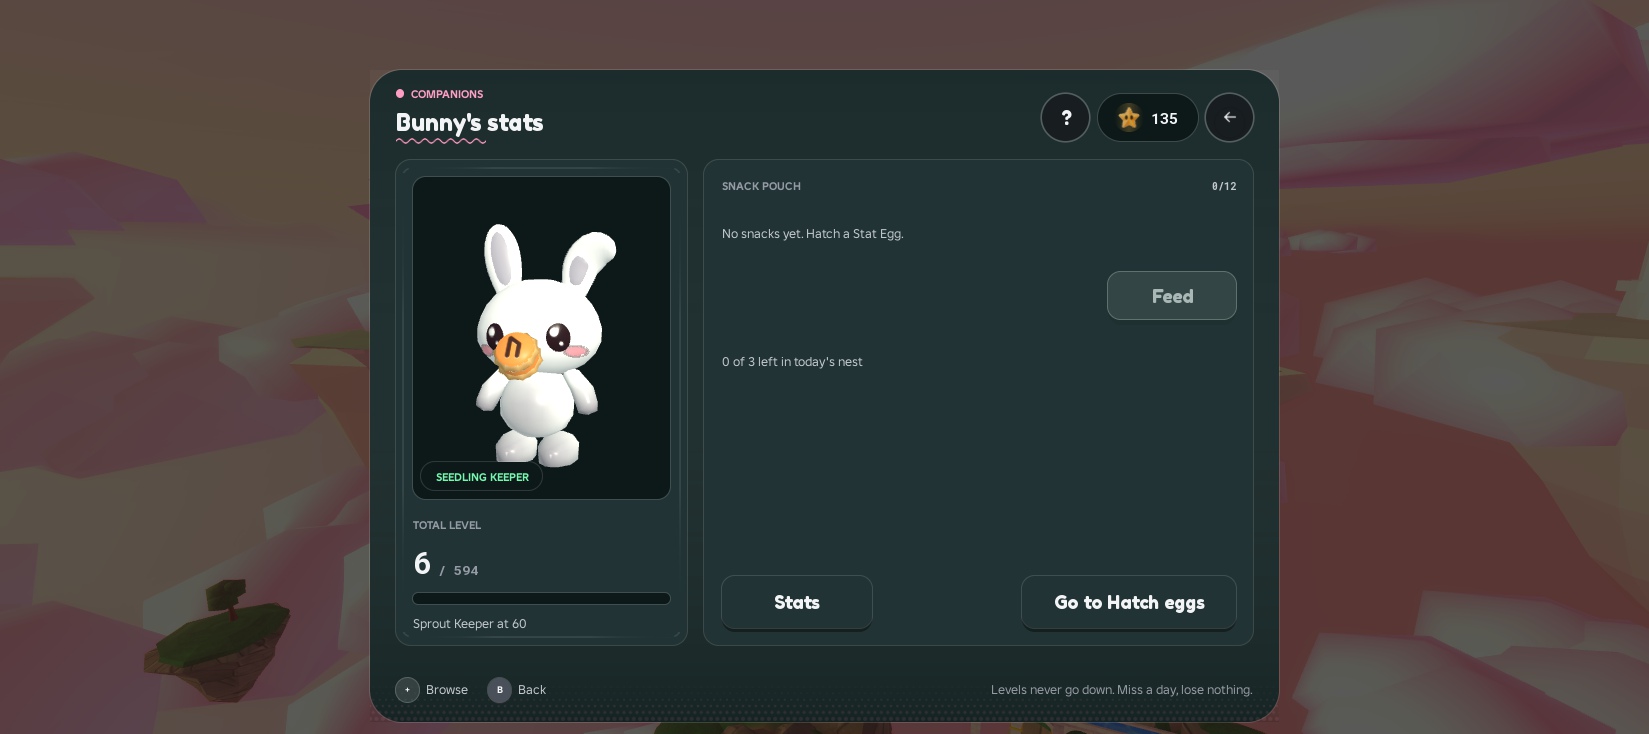 COMPANIONS
Bunny's stats
?
135
←
SEEDLING KEEPER
TOTAL LEVEL
6 / 594
Sprout Keeper at 60
SNACK POUCH
0/12
No snacks yet. Hatch a Stat Egg.
Feed
0 of 3 left in today's nest
Stats
Go to Hatch eggs
+ Browse
B Back
Levels never go down. Miss a day, lose nothing.